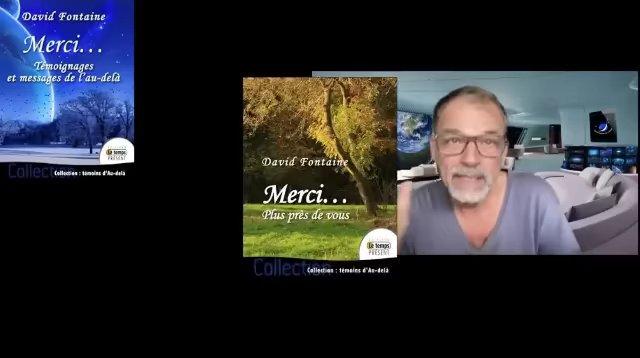 David Fontaine
Merci...
Témoignages
et messages de l'au-delà
Le temps
PRÉSENT
Collection : témoins d'Au-delà
David Fontaine
Merci...
Plus près de vous
Le temps
PRÉSENT
Collection
Collection : témoins d'Au-delà